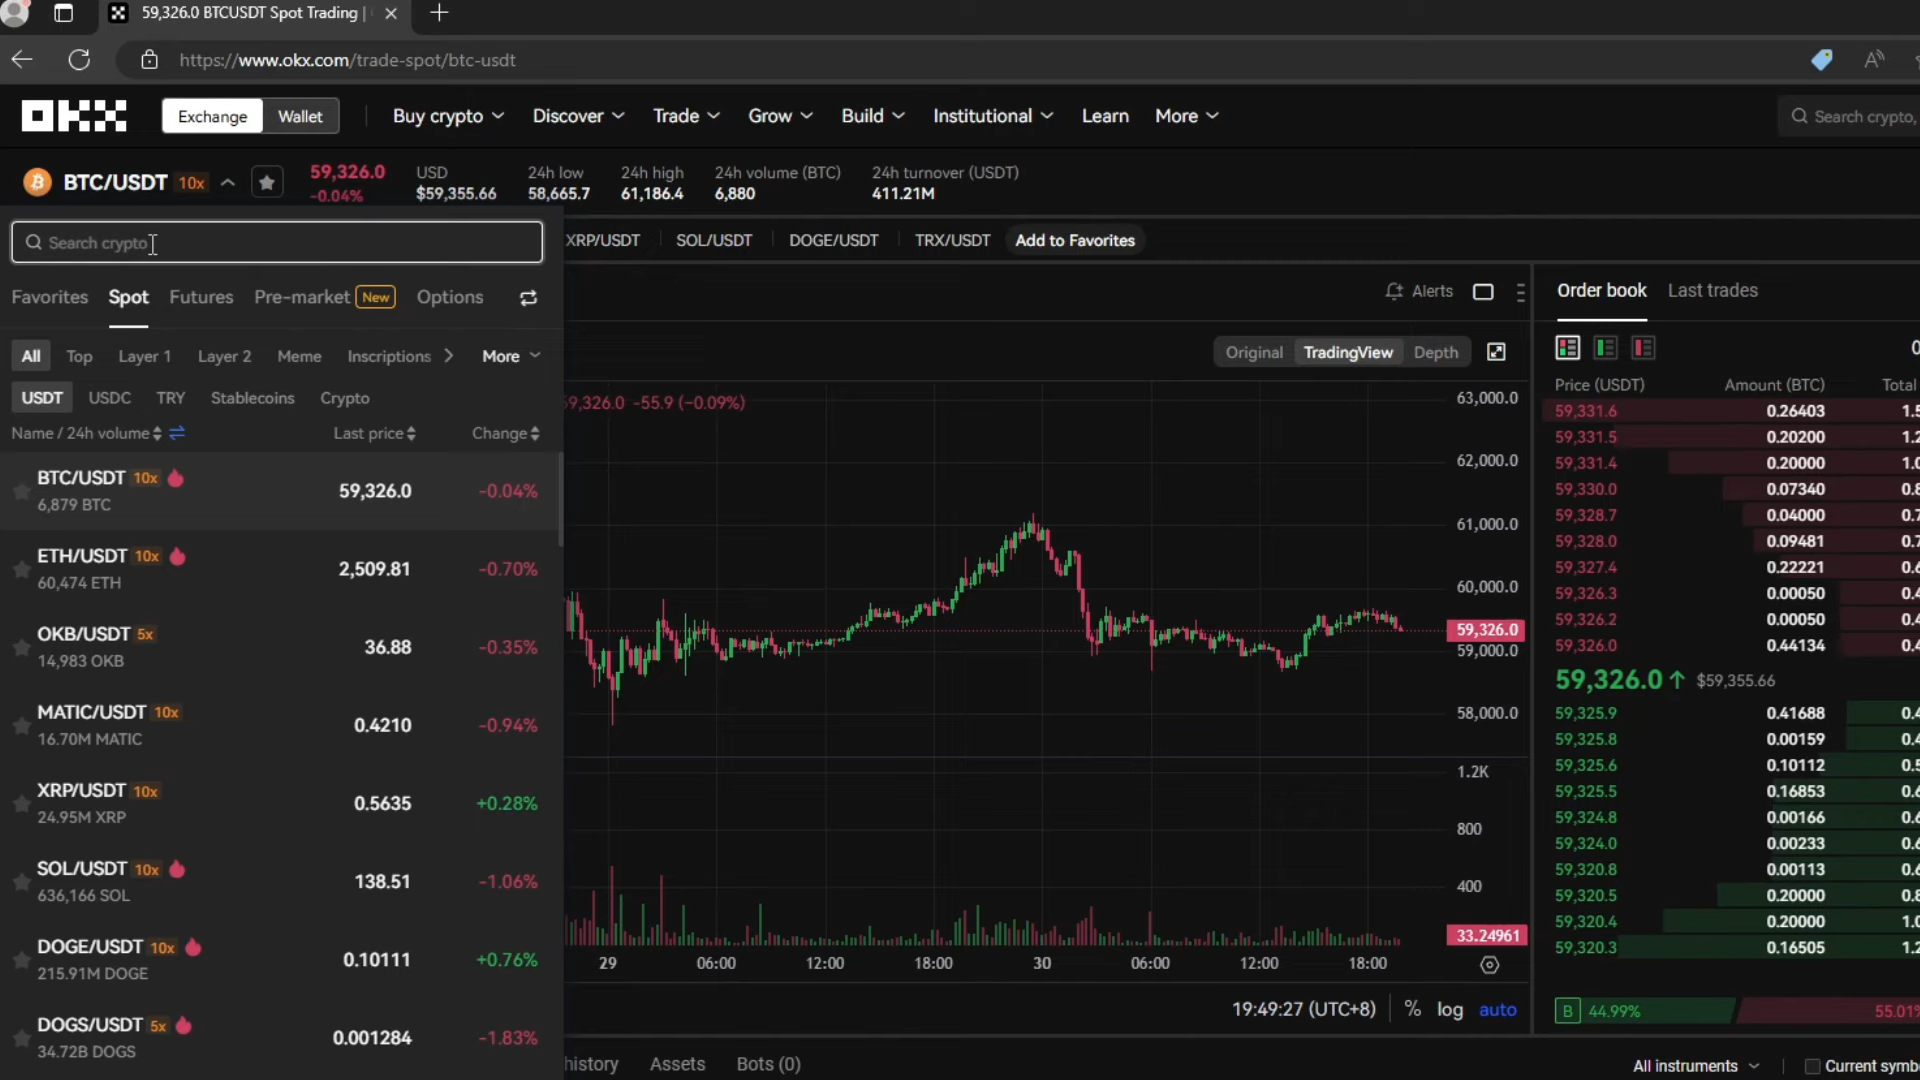 59,326.0 BTCUSDT Spot Trading |
https://www.okx.com/trade-spot/btc-usdt
OKX
Exchange Wallet Buy crypto Discover Trade Grow Build Institutional Learn More Search crypto,
BTC/USDT 10x
59,326.0
-0.04%
USD
$59,355.66
24h low
58,665.7
24h high
61,186.4
24h volume (BTC)
6,880
24h turnover (USDT)
411.21M
Search crypto
XRP/USDT SOL/USDT DOGE/USDT TRX/USDT Add to Favorites
Favorites Spot Futures Pre-market New Options
All Top Layer 1 Layer 2 Meme Inscriptions More
USDT USDC TRY Stablecoins Crypto
Name / 24h volume Last price Change
BTC/USDT 10x 59,326.0 -0.04%
6,879 BTC
ETH/USDT 10x 2,509.81 -0.70%
60,474 ETH
OKB/USDT 5x 36.88 -0.35%
14,983 OKB
MATIC/USDT 10x 0.4210 -0.94%
16.70M MATIC
XRP/USDT 10x 0.5635 +0.28%
24.95M XRP
SOL/USDT 10x 138.51 -1.06%
636,166 SOL
DOGE/USDT 10x 0.10111 +0.76%
215.91M DOGE
DOGS/USDT 5x 0.001284 -1.83%
34.72B DOGS
Alerts
Original TradingView Depth
59,326.0 -55.9 (−0.09%)
63,000.0
62,000.0
61,000.0
60,000.0
59,326.0
59,000.0
58,000.0
1.2K
800
400
33.24961
29 06:00 12:00 18:00 30 06:00 12:00 18:00
19:49:27 (UTC+8) % log auto
history Assets Bots (0)
Order book Last trades
Price (USDT) Amount (BTC) Total
59,331.6 0.26403
59,331.5 0.20200
59,331.4 0.20000
59,330.0 0.07340
59,328.7 0.04000
59,328.0 0.09481
59,327.4 0.22221
59,326.3 0.00050
59,326.2 0.00050
59,326.0 0.44134
59,326.0 ↑ $59,355.66
59,325.9 0.41688
59,325.8 0.00159
59,325.6 0.10112
59,325.5 0.16853
59,324.8 0.00166
59,324.0 0.00233
59,320.8 0.00113
59,320.5 0.20000
59,320.4 0.20000
59,320.3 0.16505
B 44.99% 55.01%
All instruments Current symb